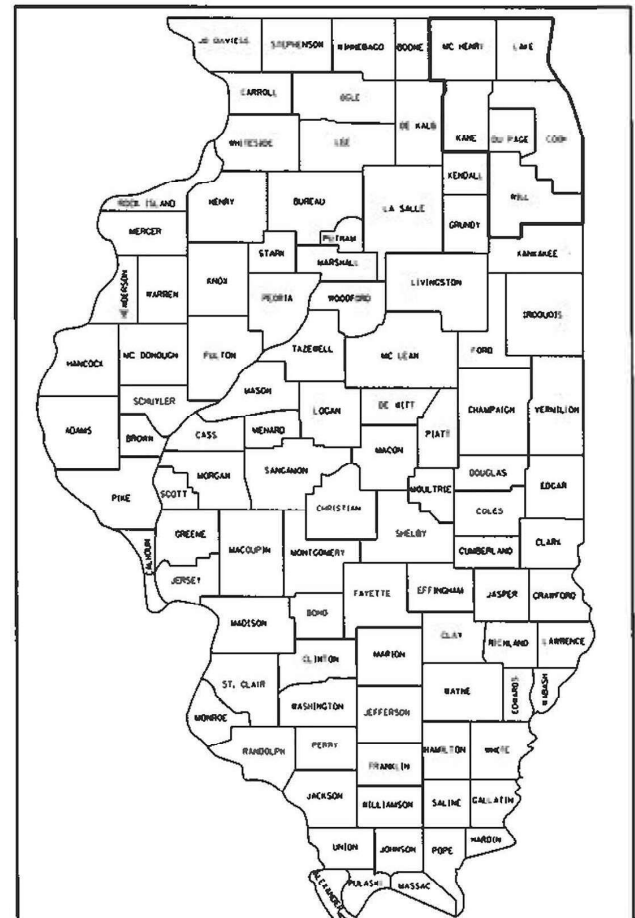 JO DAVIESS STEPHENSON WINNEBAGO BOONE MC HENRY LAKE
CARROLL OGLE
DE KALB KANE DU PAGE COOK
WHITESIDE LEE
KENDALL
ROCK ISLAND HENRY BUREAU LA SALLE WILL
MERCER PUTNAM GRUNDY
STARK MARSHALL KANKAKEE
HENDERSON WARREN KNOX PEORIA WOODFORD LIVINGSTON IROQUOIS
HANCOCK MC DONOUGH FULTON TAZEWELL MC LEAN FORD
SCHUYLER MASON
ADAMS BROWN CASS MENARD LOGAN DE WITT PIATT CHAMPAIGN VERMILION
MACON
PIKE SCOTT MORGAN SANGAMON MOULTRIE DOUGLAS EDGAR
CHRISTIAN COLES
CALHOUN GREENE MACOUPIN MONTGOMERY SHELBY CUMBERLAND CLARK
JERSEY
MADISON BOND FAYETTE EFFINGHAM JASPER CRAWFORD
CLINTON MARION CLAY RICHLAND LAWRENCE
ST. CLAIR
MONROE WASHINGTON JEFFERSON WAYNE EDWARDS WABASH
RANDOLPH PERRY HAMILTON WHITE
FRANKLIN
JACKSON WILLIAMSON SALINE GALLATIN
UNION JOHNSON POPE HARDIN
ALEXANDER PULASKI MASSAC